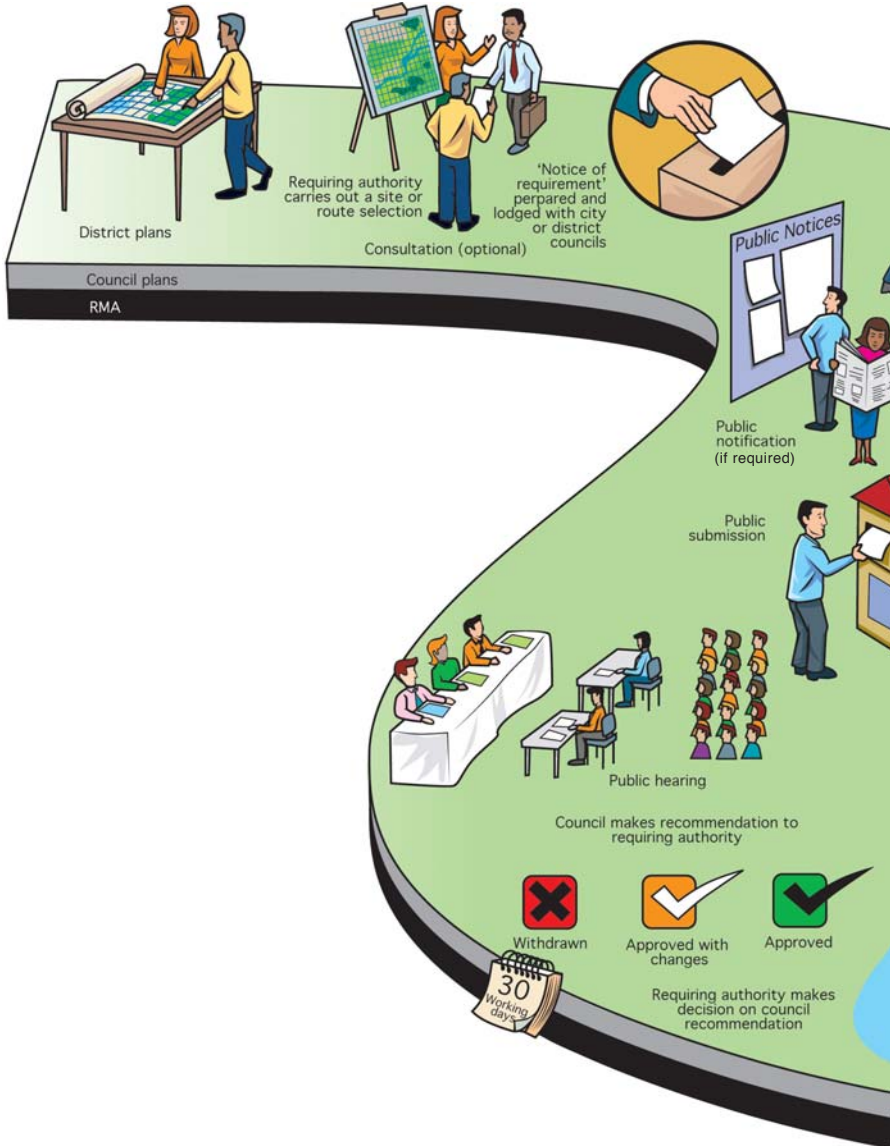 District plans
Requiring authority
carries out a site or
route selection
Consultation (optional)
'Notice of
requirement'
perpared and
lodged with city
or district
councils
Council plans
RMA
Public Notices
Public
notification
(if required)
Public
submission
Public hearing
Council makes recommendation to
requiring authority
Withdrawn
Approved with
changes
Approved
30
Working
days
Requiring authority makes
decision on council
recommendation